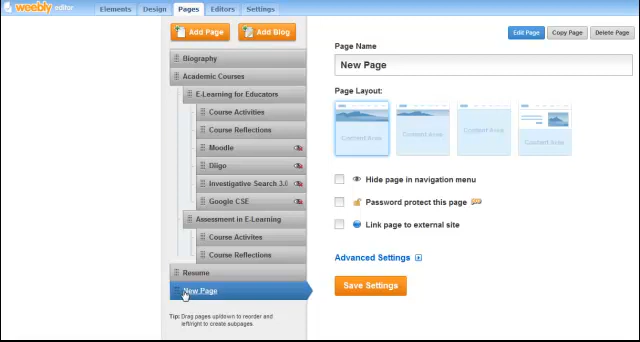 weebly editor
Elements Design Pages Editors Settings
Add Page Add Blog
Biography
Academic Courses
E-Learning for Educators
Course Activities
Course Reflections
Moodle
Diigo
Investigative Search 3.0
Google CSE
Assessment in E-Learning
Course Activites
Course Reflections
Resume
New Page
Tip: Drag pages up/down to reorder and
left/right to create subpages.
Edit Page Copy Page Delete Page
Page Name
New Page
Page Layout:
Content Area Content Area Content Area Content Area
Hide page in navigation menu
Password protect this page
Link page to external site
Advanced Settings
Save Settings